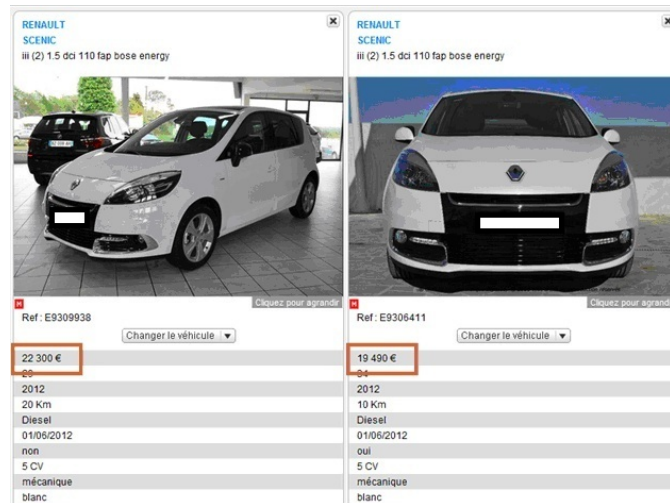 RENAULT
SCENIC
iii (2) 1.5 dci 110 fap bose energy
Cliquez pour agrandir
Ref : E9309938
Changer le véhicule
22 300 €
2012
20 Km
Diesel
01/06/2012
non
5 CV
mécanique
blanc
RENAULT
SCENIC
iii (2) 1.5 dci 110 fap bose energy
Cliquez pour agrand
Ref : E9306411
Changer le véhicule
19 490 €
2012
10 Km
Diesel
01/06/2012
oui
5 CV
mécanique
blanc